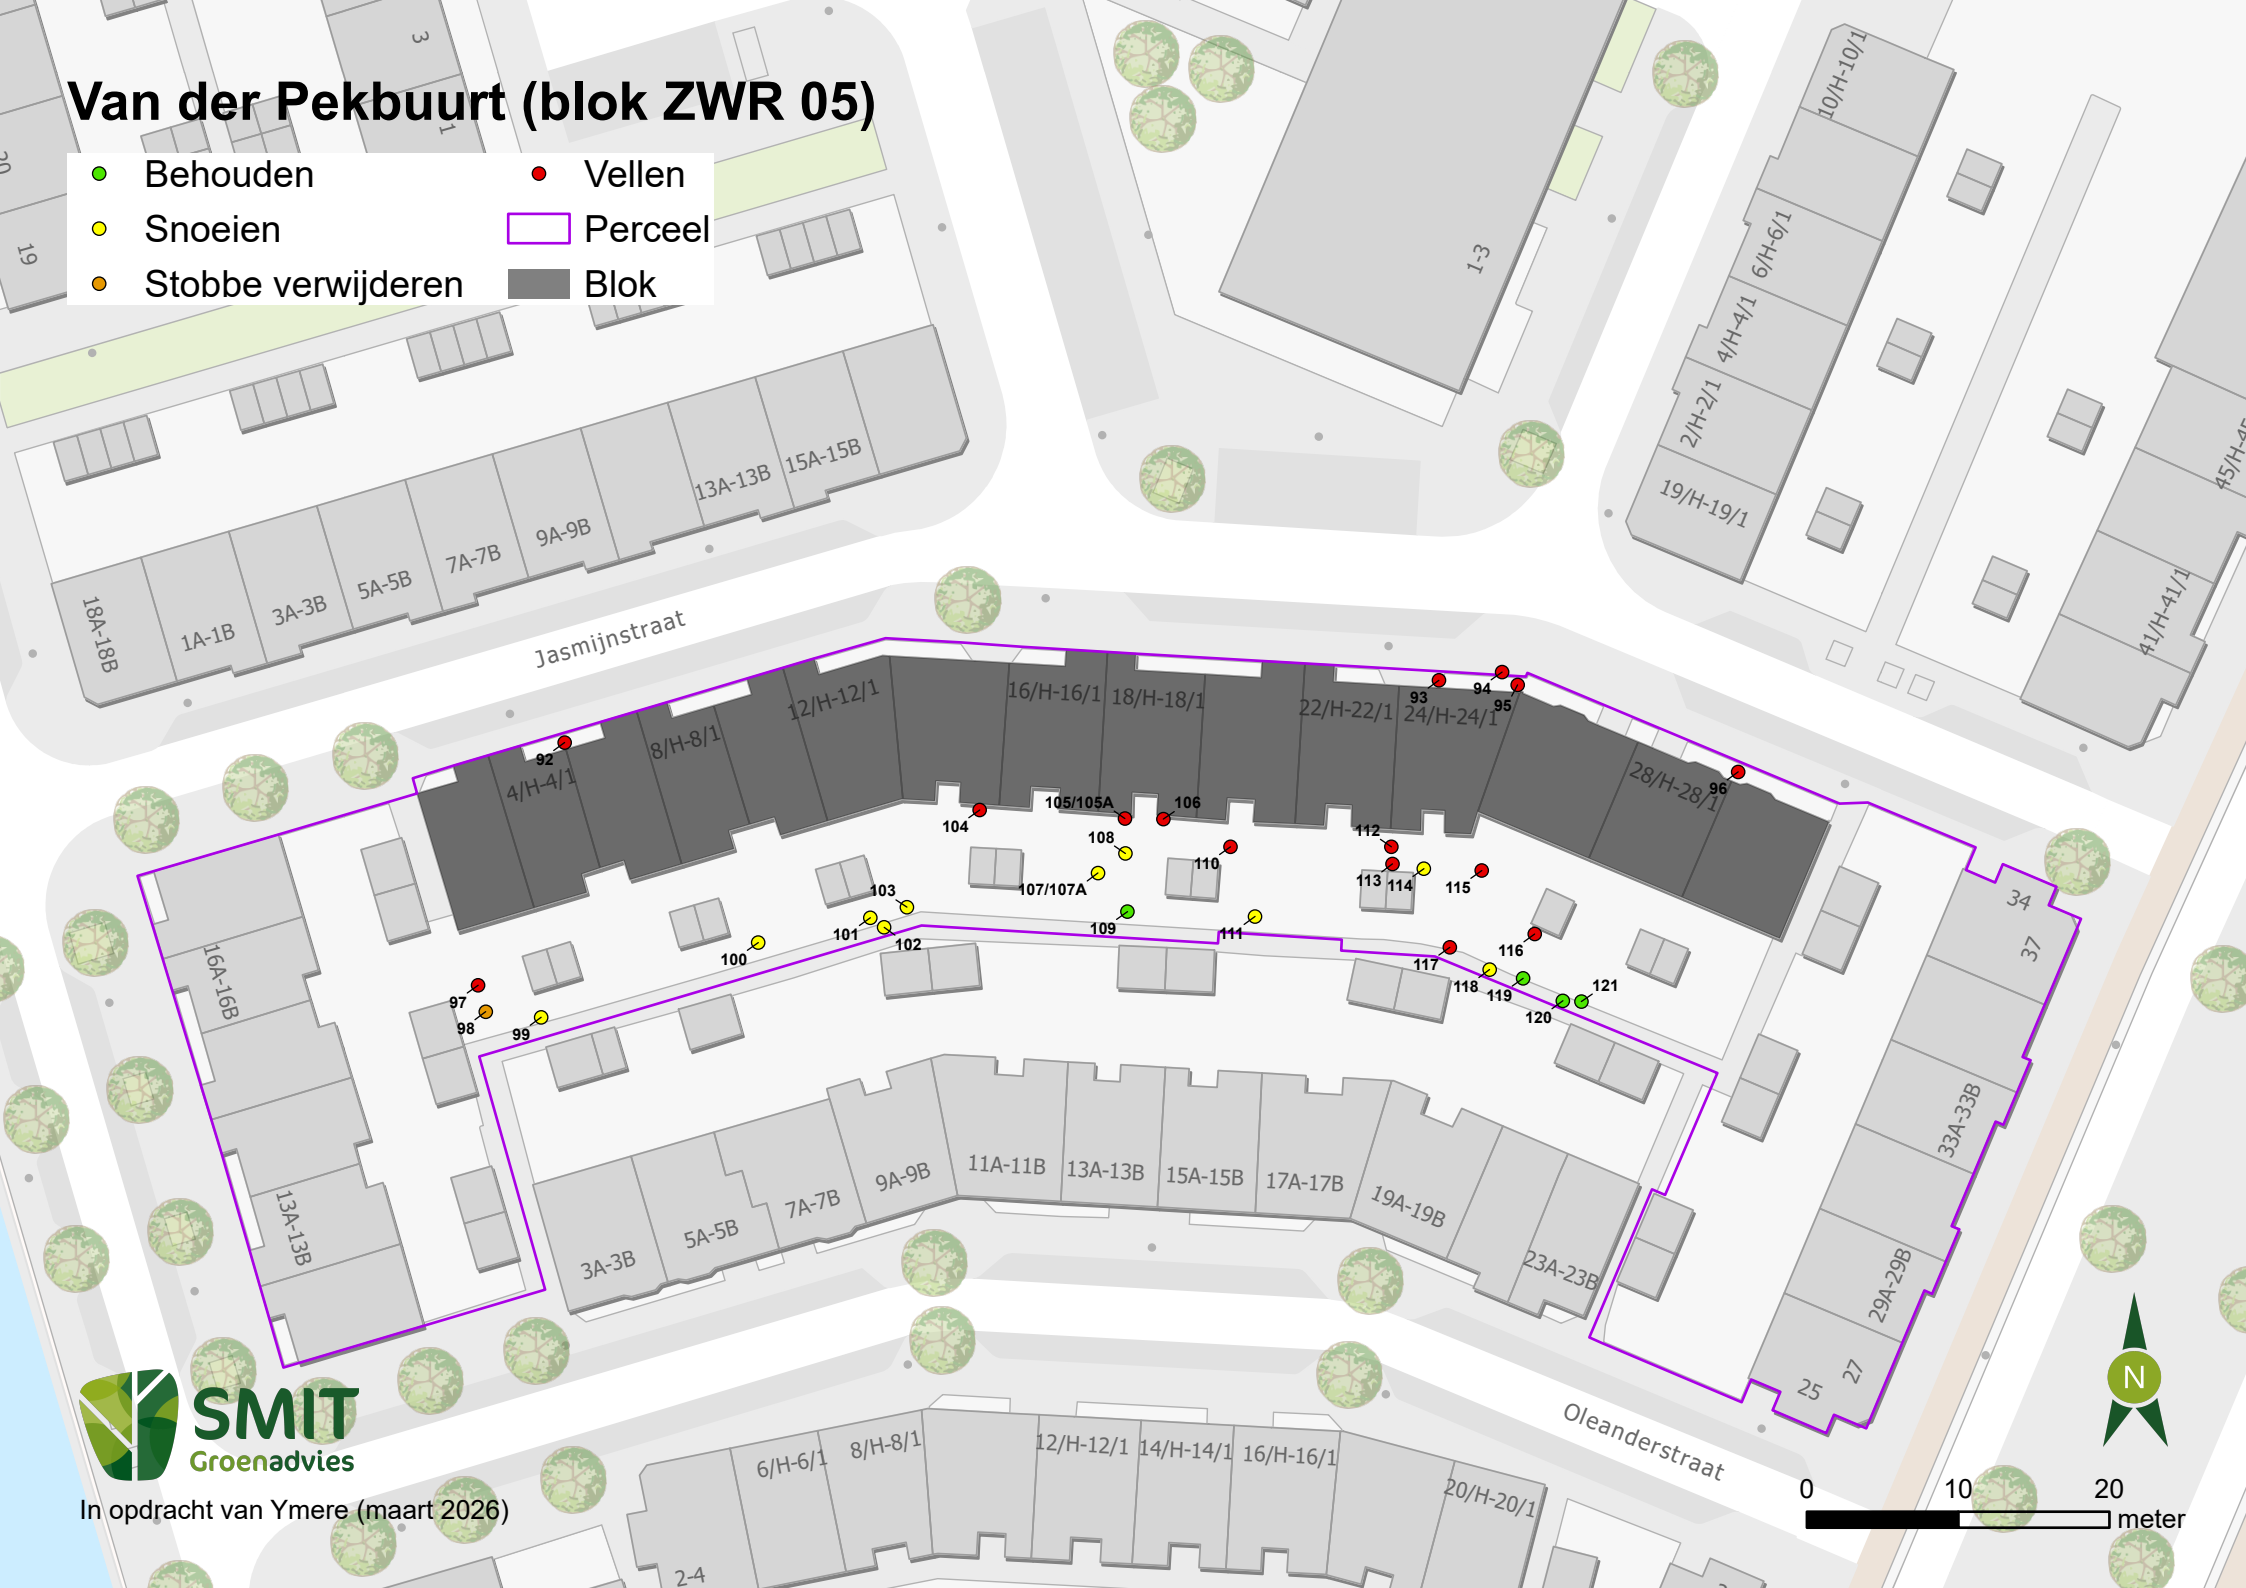 Van der Pekbuurt (blok ZWR 05)
Behouden
Vellen
Snoeien
Perceel
Stobbe verwijderen
Blok
3
1
20
19
1-3
10/H-10/1
6/H-6/1
4/H-4/1
2/H-2/1
19/H-19/1
41/H-41/1
18A-18B
1A-1B
3A-3B
5A-5B
7A-7B
9A-9B
13A-13B
15A-15B
Jasmijnstraat
4/H-4/1
8/H-8/1
12/H-12/1
16/H-16/1
18/H-18/1
22/H-22/1
24/H-24/1
28/H-28/1
92
93
94
95
96
97
98
99
100
101
102
103
104
105/105A
106
107/107A
108
109
110
111
112
113
114
115
116
117
118
119
120
121
16A-16B
13A-13B
34
37
33A-33B
29A-29B
27
25
3A-3B
5A-5B
7A-7B
9A-9B
11A-11B
13A-13B
15A-15B
17A-17B
19A-19B
23A-23B
Oleanderstraat
2-4
6/H-6/1
8/H-8/1
12/H-12/1
14/H-14/1
16/H-16/1
20/H-20/1
SMIT
Groenadvies
In opdracht van Ymere (maart 2026)
N
0 10 20
meter